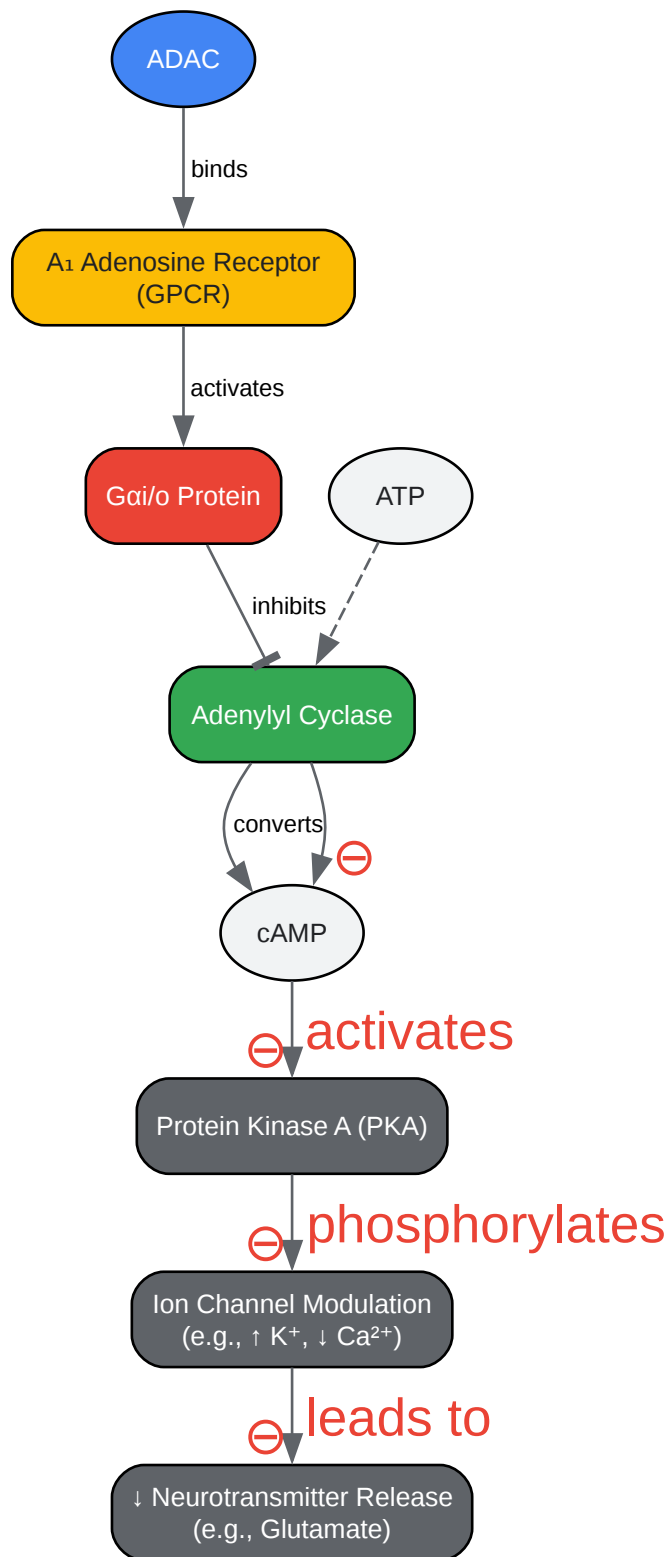 ADAC
binds
A₁ Adenosine Receptor
(GPCR)
activates
Gαi/o Protein
ATP
inhibits
Adenylyl Cyclase
converts
⊖
cAMP
activates
⊖
Protein Kinase A (PKA)
phosphorylates
⊖
Ion Channel Modulation
(e.g., ↑ K⁺, ↓ Ca²⁺)
leads to
⊖
↓ Neurotransmitter Release
(e.g., Glutamate)